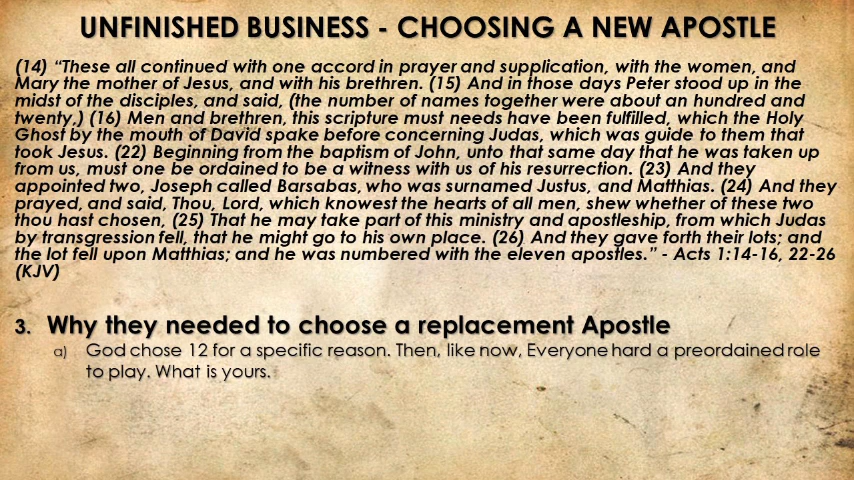 UNFINISHED BUSINESS - CHOOSING A NEW APOSTLE
(14) “These all continued with one accord in prayer and supplication, with the women, and
Mary the mother of Jesus, and with his brethren. (15) And in those days Peter stood up in the
midst of the disciples, and said, (the number of names together were about an hundred and
twenty,) (16) Men and brethren, this scripture must needs have been fulfilled, which the Holy
Ghost by the mouth of David spake before concerning Judas, which was guide to them that
took Jesus. (22) Beginning from the baptism of John, unto that same day that he was taken up
from us, must one be ordained to be a witness with us of his resurrection. (23) And they
appointed two, Joseph called Barsabas, who was surnamed Justus, and Matthias. (24) And they
prayed, and said, Thou, Lord, which knowest the hearts of all men, shew whether of these two
thou hast chosen, (25) That he may take part of this ministry and apostleship, from which Judas
by transgression fell, that he might go to his own place. (26) And they gave forth their lots; and
the lot fell upon Matthias; and he was numbered with the eleven apostles.” - Acts 1:14-16, 22-26
(KJV)
3. Why they needed to choose a replacement Apostle
a) God chose 12 for a specific reason. Then, like now, Everyone hard a preordained role
to play. What is yours.